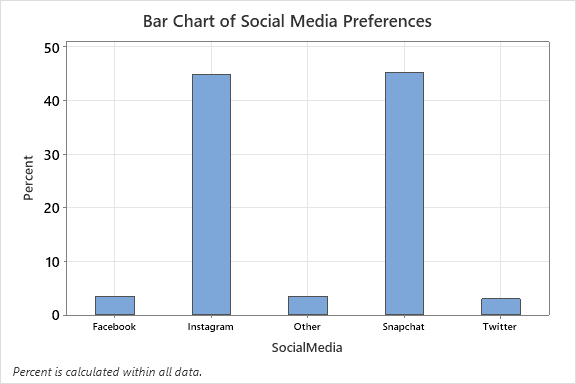 Bar Chart of Social Media Preferences
50
40
30
20
10
0
Percent
Facebook Instagram Other Snapchat Twitter
SocialMedia
Percent is calculated within all data.